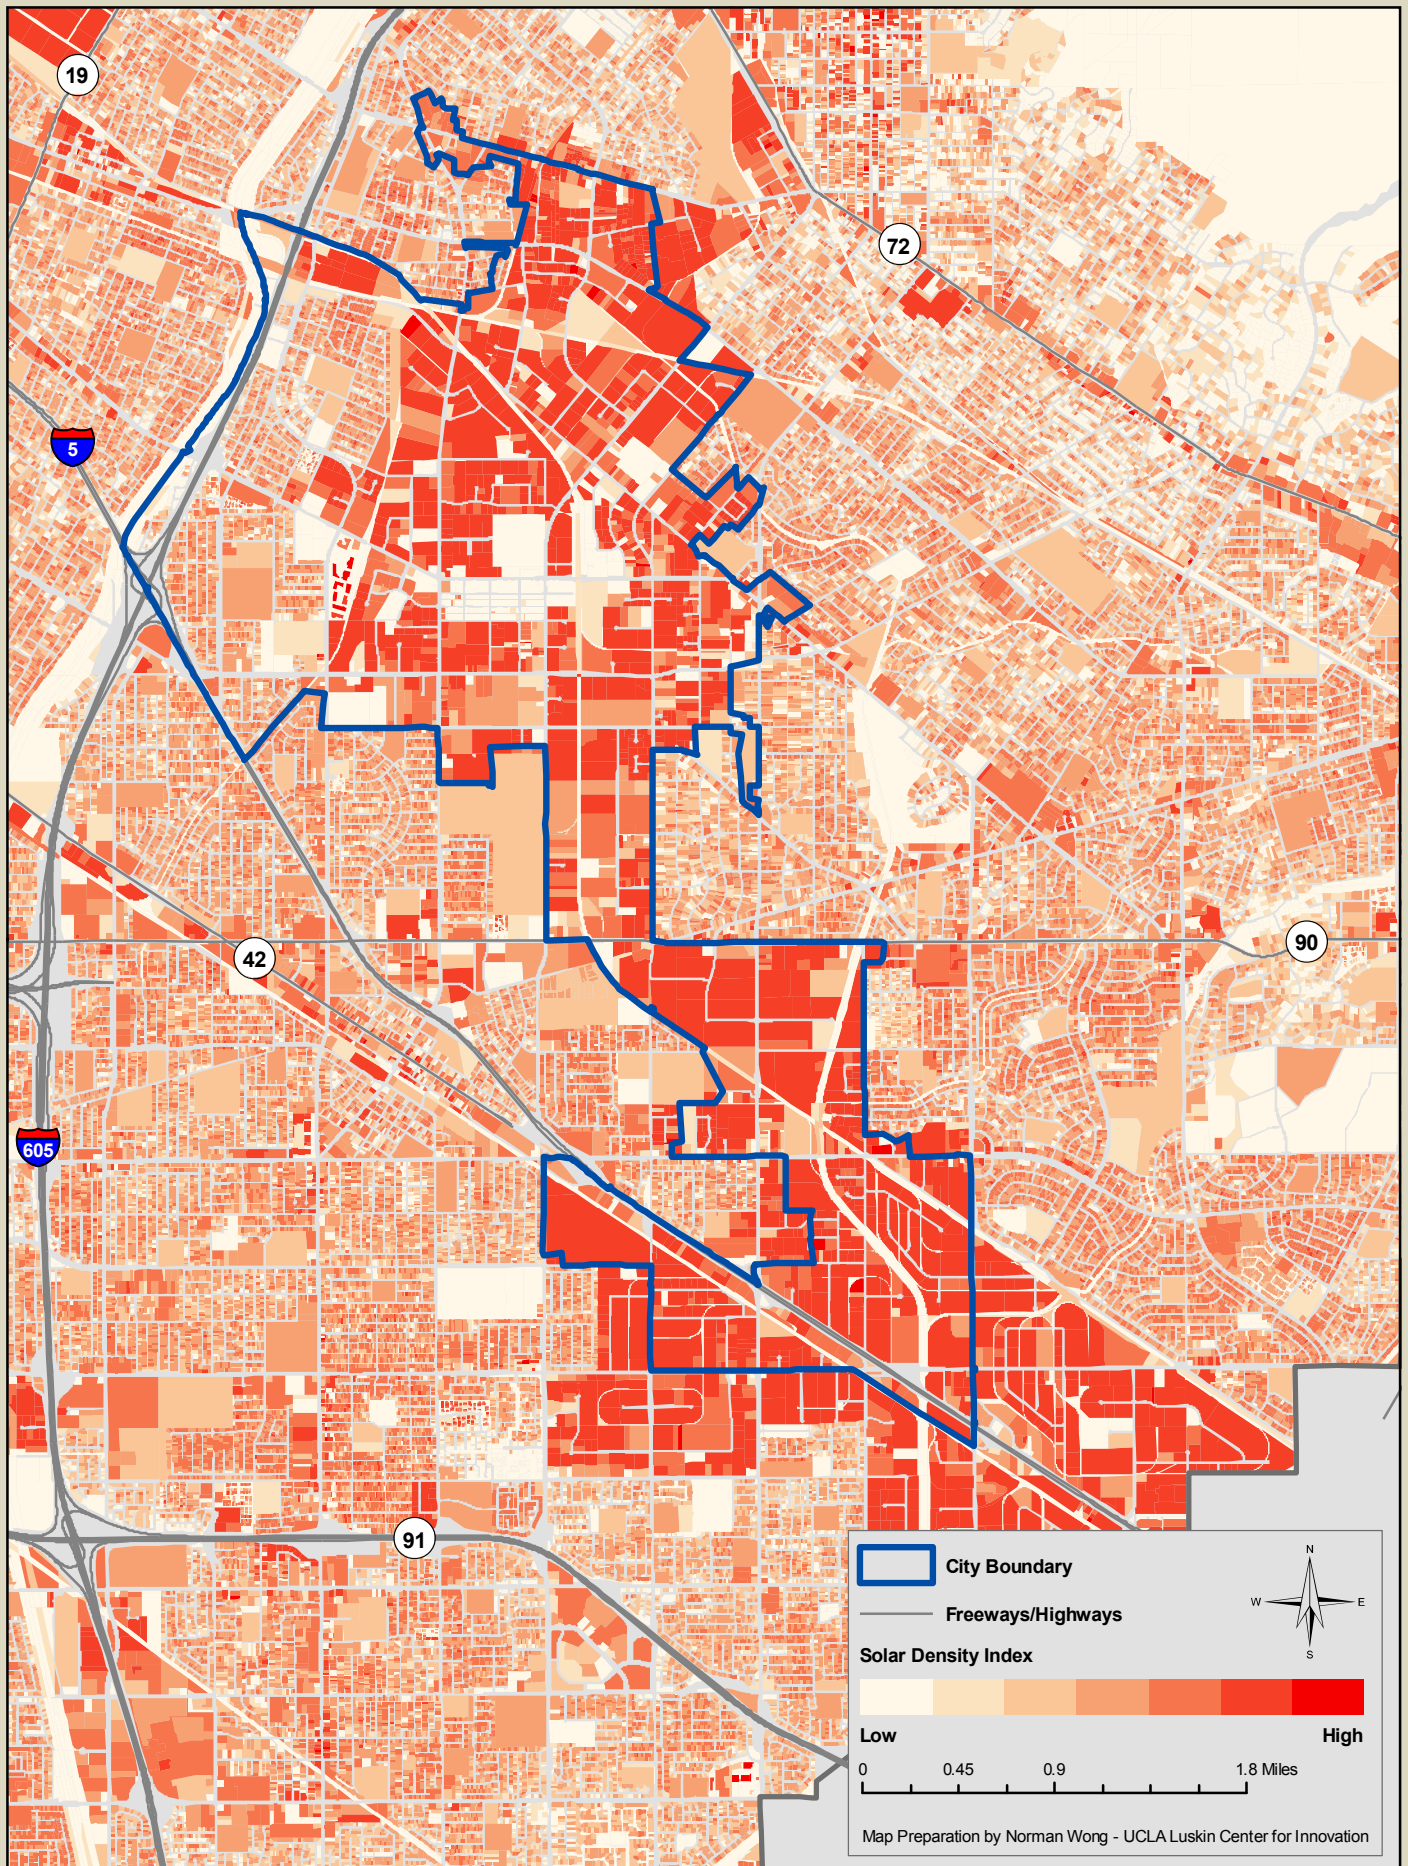 19
72
5
42
90
605
91
City Boundary
Freeways/Highways
Solar Density Index
Low High
0 0.45 0.9 1.8 Miles
N
W E
S
Map Preparation by Norman Wong - UCLA Luskin Center for Innovation